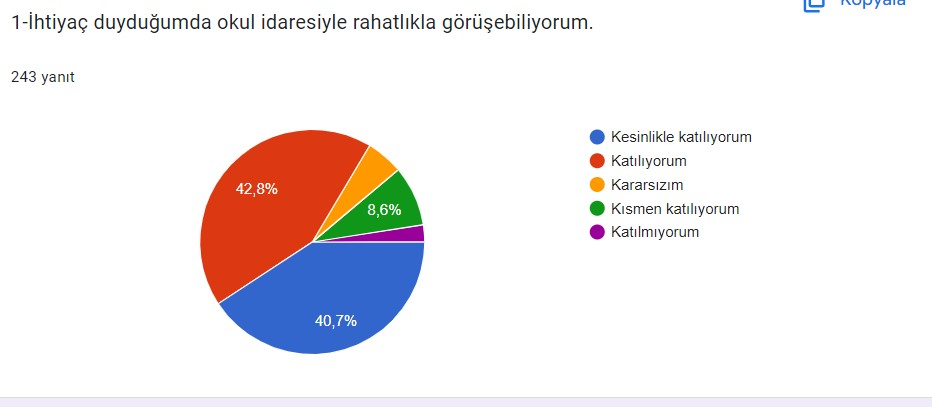 Kopyala
1-İhtiyaç duyduğumda okul idaresiyle rahatlıkla görüşebiliyorum.
243 yanıt
Kesinlikle katılıyorum
Katılıyorum
Kararsızım
Kısmen katılıyorum
Katılmıyorum
42,8%
8,6%
40,7%